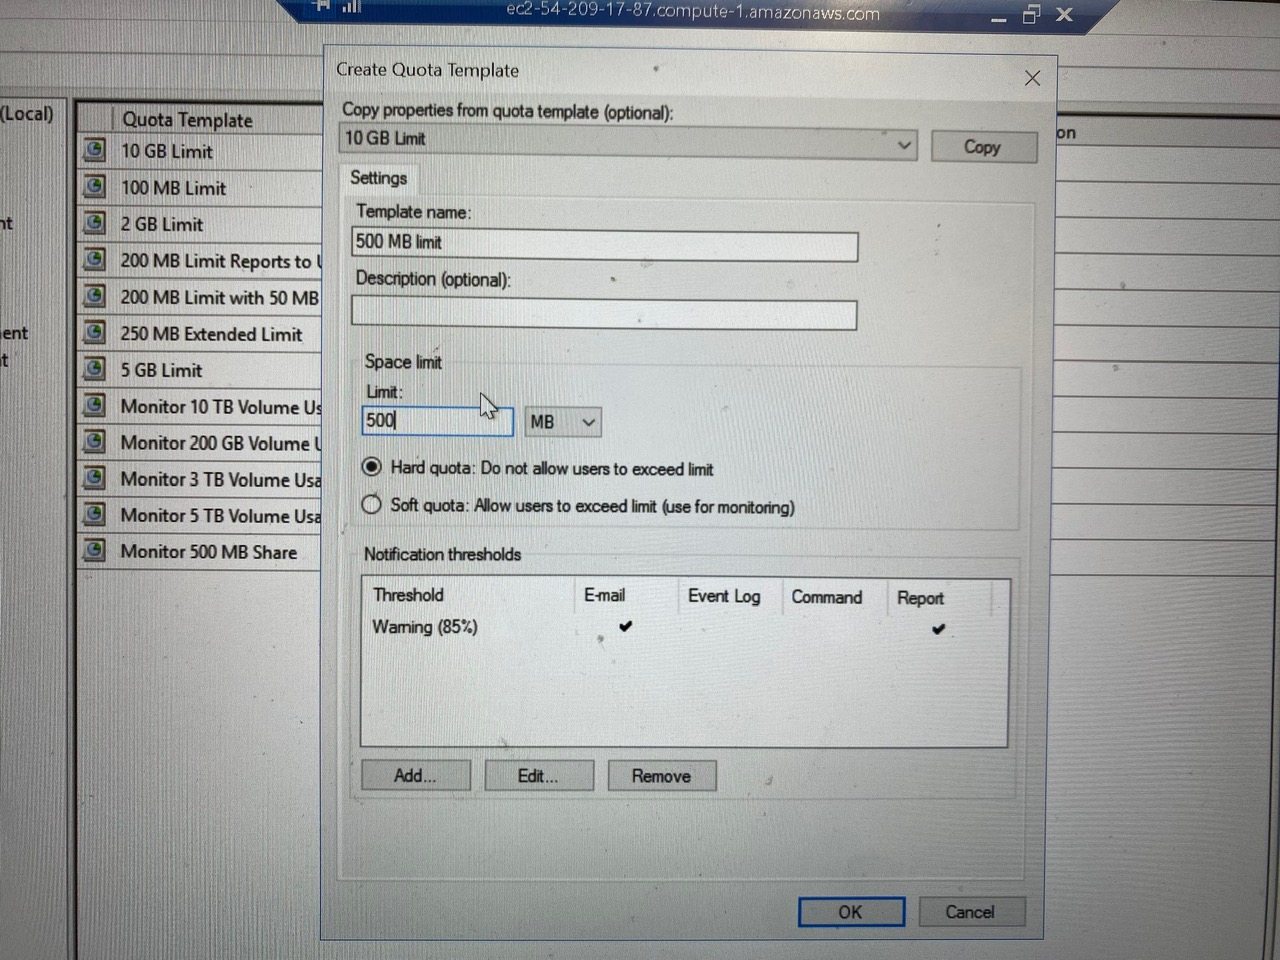 ec2-54-209-17-87.compute-1.amazonaws.com
Create Quota Template
Copy properties from quota template (optional):
10 GB Limit
Copy
Settings
Template name:
500 MB limit
Description (optional):
Space limit
Limit:
500
MB
Hard quota: Do not allow users to exceed limit
Soft quota: Allow users to exceed limit (use for monitoring)
Notification thresholds
Threshold E-mail Event Log Command Report
Warning (85%)
Add... Edit... Remove
OK Cancel
(Local)
nt
ent
t
Quota Template
10 GB Limit
100 MB Limit
2 GB Limit
200 MB Limit Reports to
200 MB Limit with 50 MB
250 MB Extended Limit
5 GB Limit
Monitor 10 TB Volume Us
Monitor 200 GB Volume
Monitor 3 TB Volume Usa
Monitor 5 TB Volume Usa
Monitor 500 MB Share
on